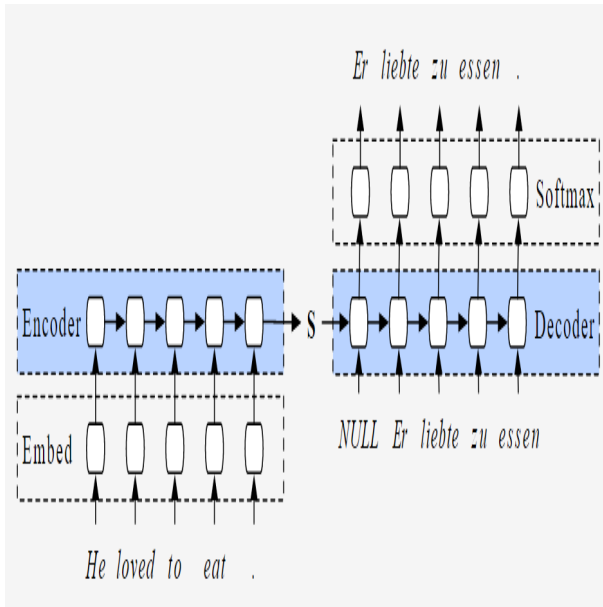 Er liebte zu essen .
Softmax
Encoder
S
Decoder
NULL Er liebte zu essen
Embed
He loved to eat .